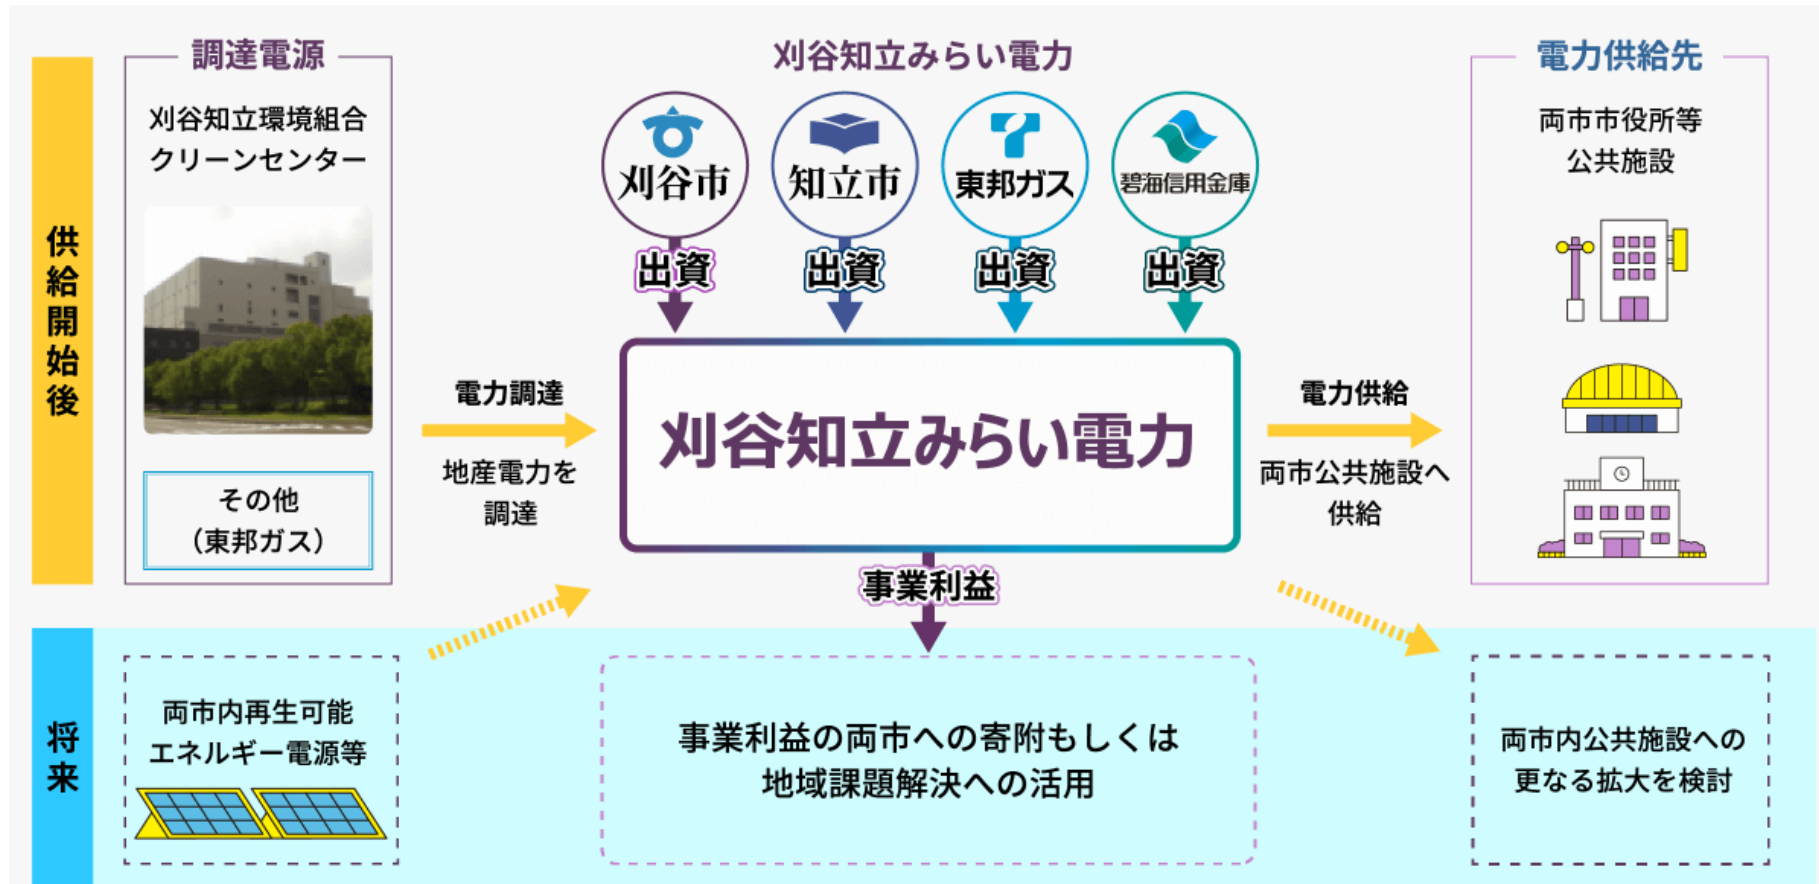 調達電源
刈谷知立みらい電力
電力供給先
供給開始後
刈谷知立環境組合
クリーンセンター
その他
（東邦ガス）
刈谷市
知立市
東邦ガス
碧海信用金庫
出資
出資
出資
出資
電力調達
地産電力を
調達
刈谷知立みらい電力
電力供給
両市公共施設へ
供給
両市市役所等
公共施設
事業利益
将来
両市内再生可能
エネルギー電源等
事業利益の両市への寄附もしくは
地域課題解決への活用
両市内公共施設への
更なる拡大を検討